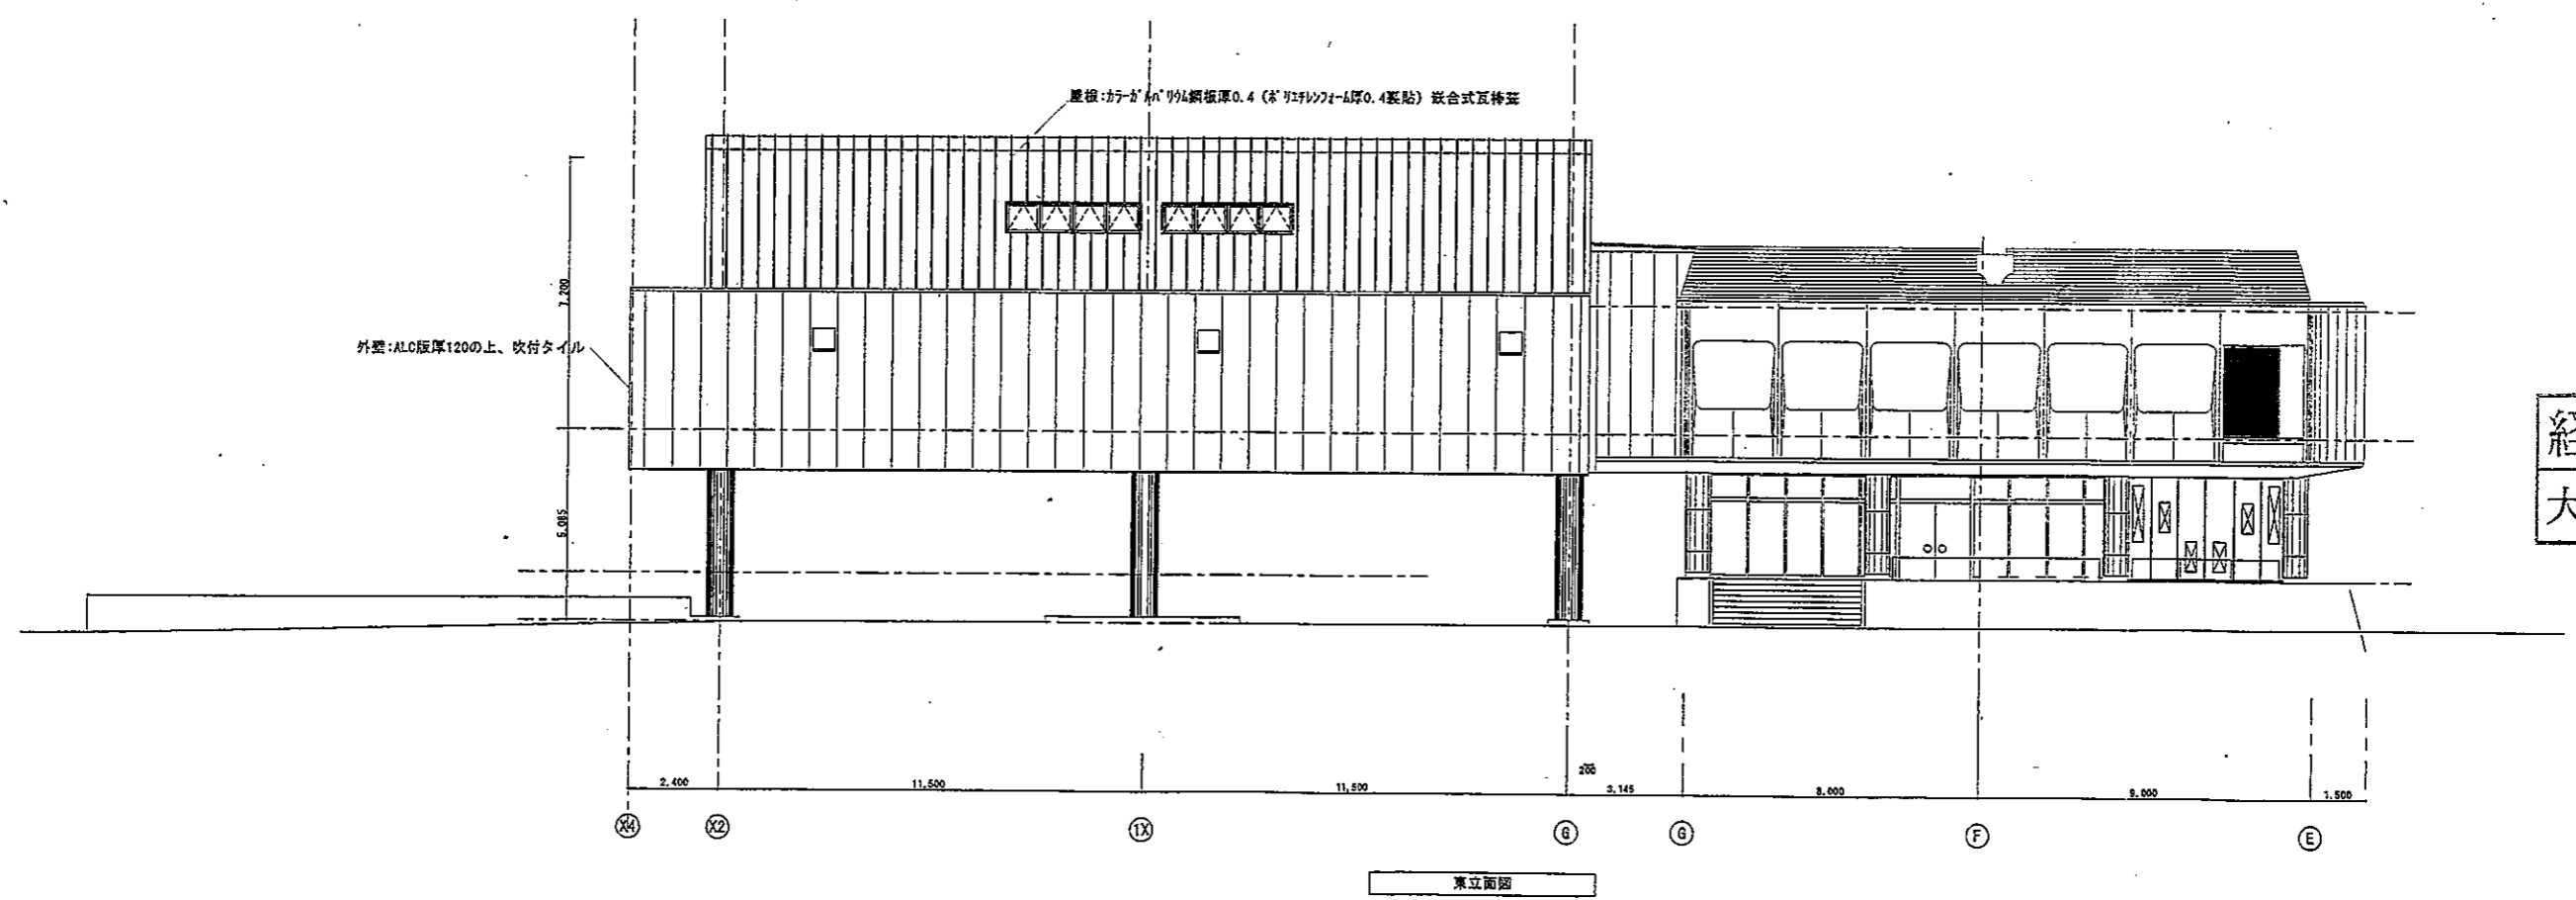 屋根:カラーガルバリウム鋼板厚0.4（ポリエチレンフォーム厚0.4裏貼）嵌合式瓦棒葺
7,200
外壁:ALC版厚120の上、吹付タイル
5,085
経
大
2,400
11,500
11,500
200
3,145
8,000
9,000
1,500
X4
X2
1X
G
G
F
E
東立面図